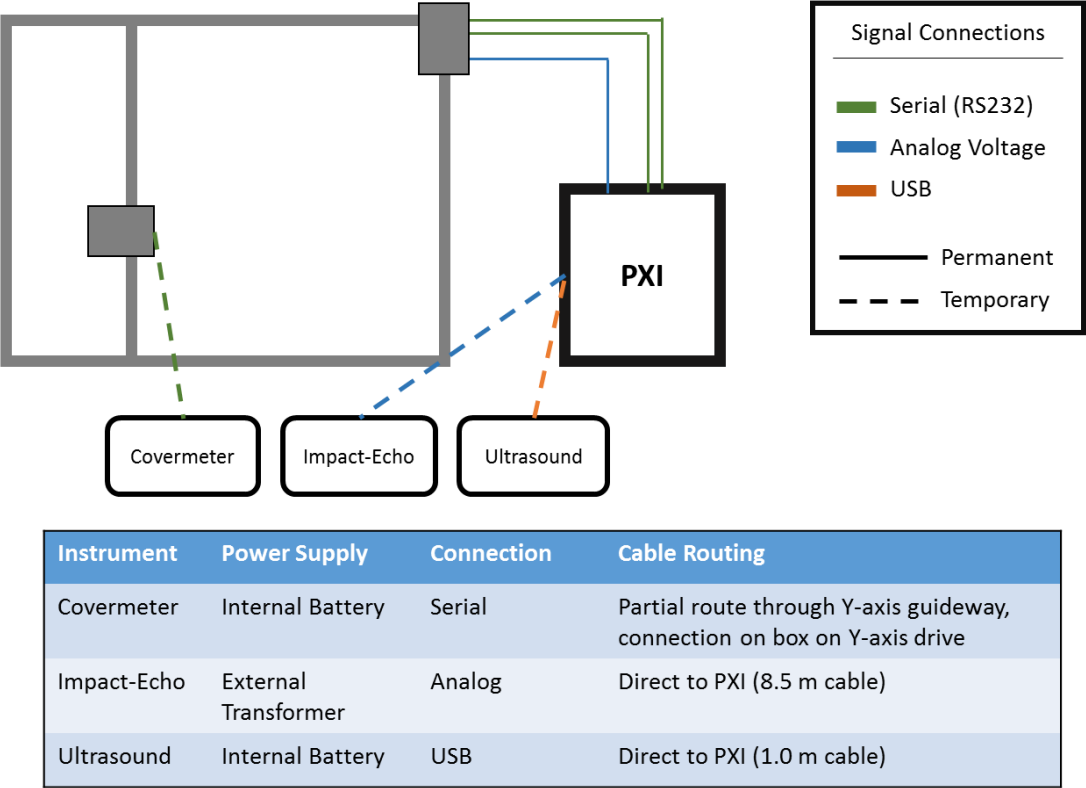 Signal Connections
Serial (RS232)
Analog Voltage
USB
Permanent
Temporary
PXI
Covermeter
Impact-Echo
Ultrasound
Instrument Power Supply Connection Cable Routing
Covermeter Internal Battery Serial Partial route through Y-axis guideway,
connection on box on Y-axis drive
Impact-Echo External Analog Direct to PXI (8.5 m cable)
Transformer
Ultrasound Internal Battery USB Direct to PXI (1.0 m cable)